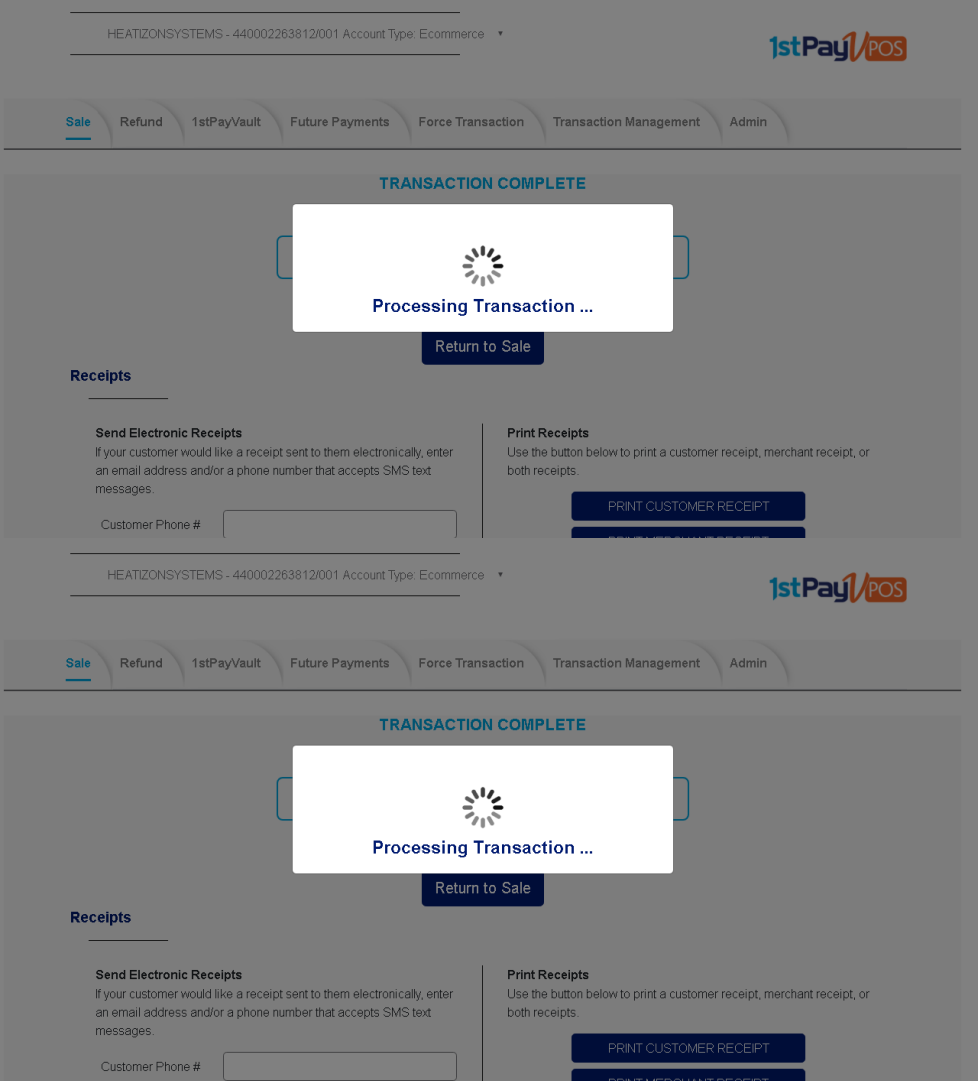 HEATIZONSYSTEMS - 440002263812/001 Account Type: Ecommerce
1stPay POS
Sale Refund 1stPayVault Future Payments Force Transaction Transaction Management Admin
TRANSACTION COMPLETE
Processing Transaction ...
Return to Sale
Receipts
Send Electronic Receipts
If your customer would like a receipt sent to them electronically, enter
an email address and/or a phone number that accepts SMS text
messages.
Customer Phone #
Print Receipts
Use the button below to print a customer receipt, merchant receipt, or
both receipts.
PRINT CUSTOMER RECEIPT
PRINT MERCHANT RECEIPT
HEATIZONSYSTEMS - 440002263812/001 Account Type: Ecommerce
1stPay POS
Sale Refund 1stPayVault Future Payments Force Transaction Transaction Management Admin
TRANSACTION COMPLETE
Processing Transaction ...
Return to Sale
Receipts
Send Electronic Receipts
If your customer would like a receipt sent to them electronically, enter
an email address and/or a phone number that accepts SMS text
messages.
Customer Phone #
Print Receipts
Use the button below to print a customer receipt, merchant receipt, or
both receipts.
PRINT CUSTOMER RECEIPT
PRINT MERCHANT RECEIPT